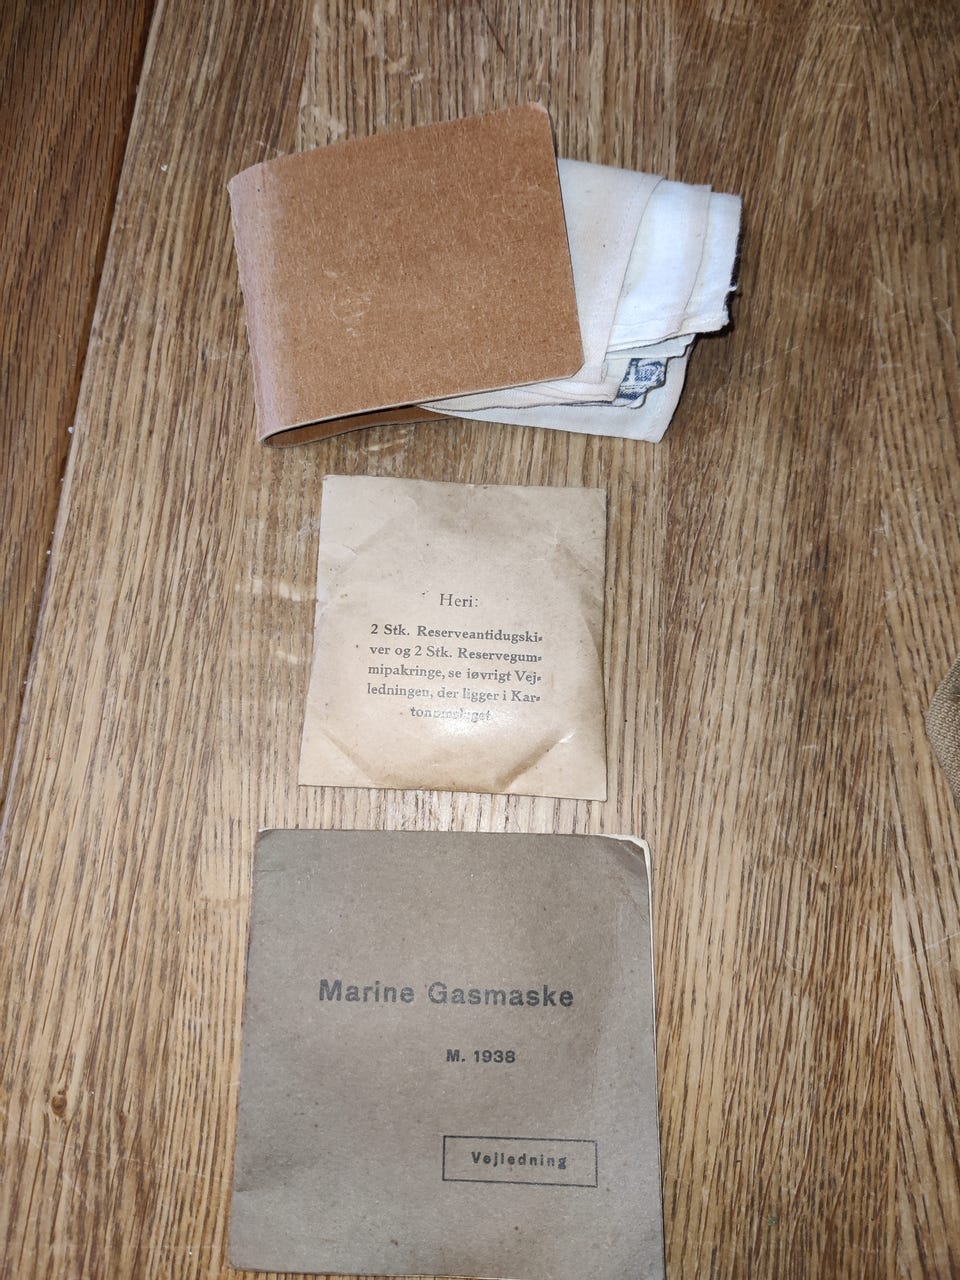 Heri:
2 Stk. Reserveantidugski-
ver og 2 Stk. Reservegum-
mipakringe, se iøvrigt Vej-
ledningen, der ligger i Kar-
tonomslaget
Marine Gasmaske
M. 1938
Vejledning